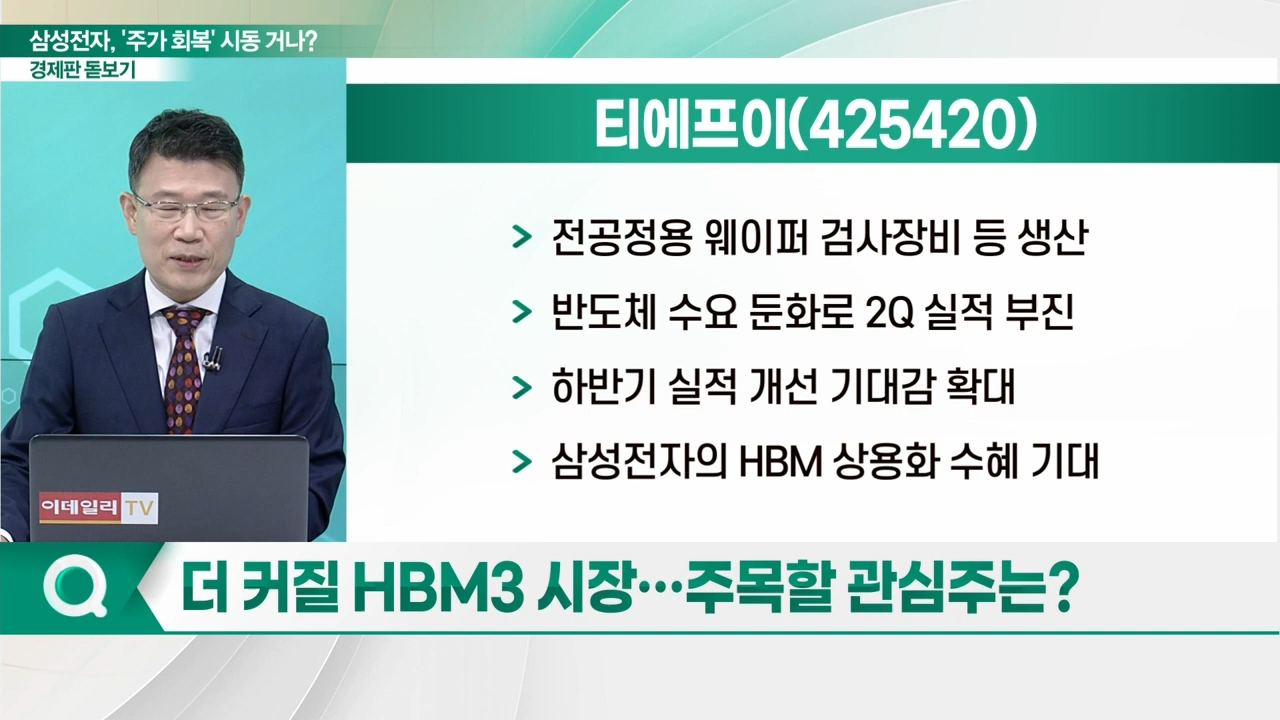 삼성전자, '주가 회복' 시동 거나?
경제판 돋보기
티에프이(425420)
> 전공정용 웨이퍼 검사장비 등 생산
> 반도체 수요 둔화로 2Q 실적 부진
> 하반기 실적 개선 기대감 확대
> 삼성전자의 HBM 상용화 수혜 기대
이데일리 TV
더 커질 HBM3 시장…주목할 관심주는?